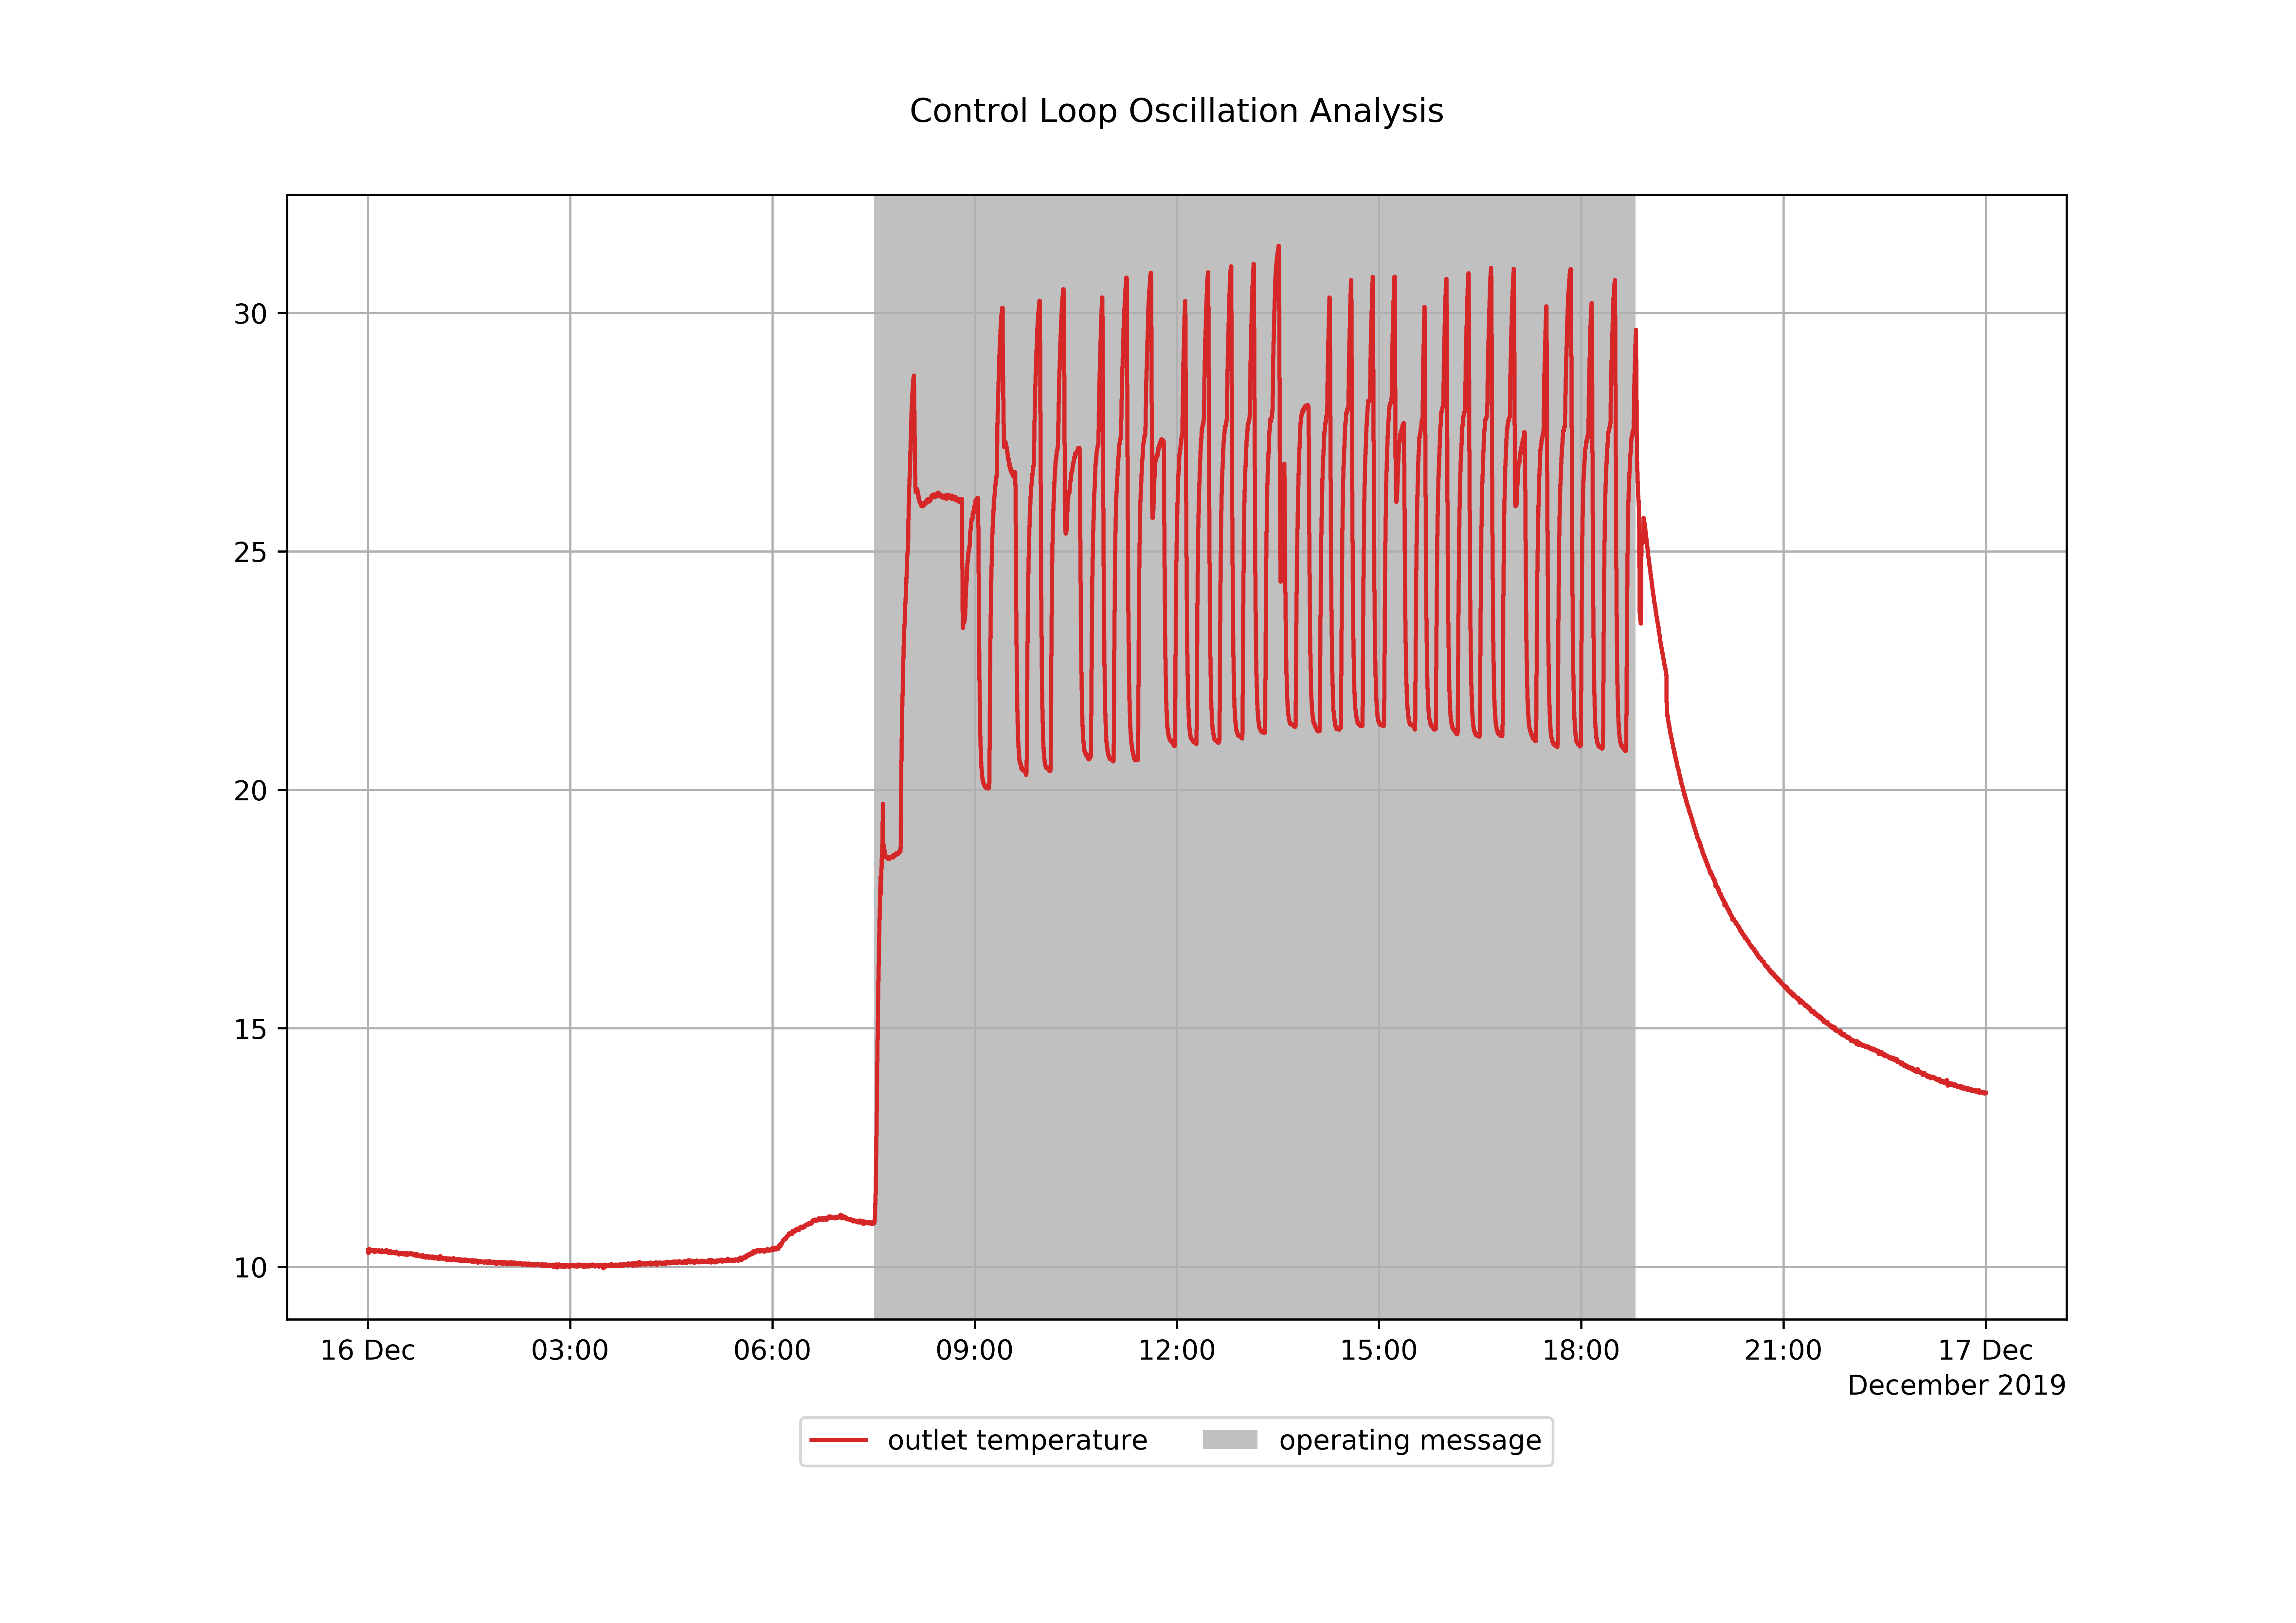 Control Loop Oscillation Analysis
30
25
20
15
10
16 Dec 03:00 06:00 09:00 12:00 15:00 18:00 21:00 17 Dec
December 2019
outlet temperature operating message